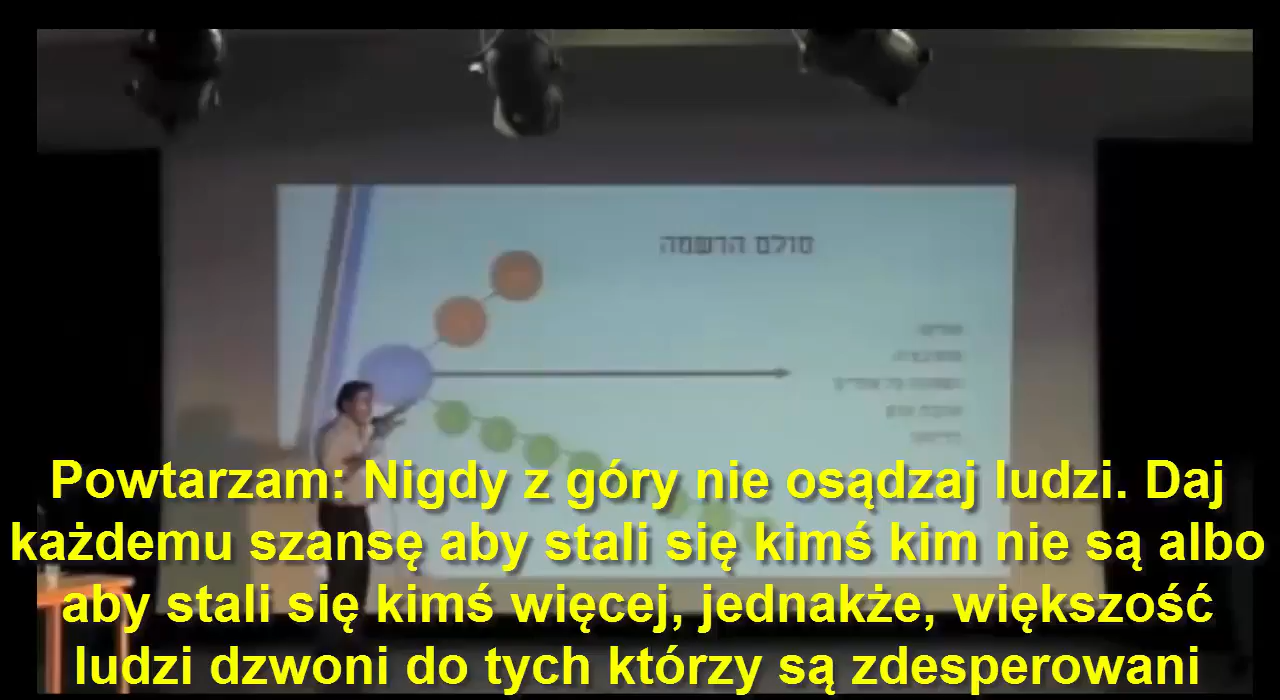 סולם הרשמה
Powtarzam: Nigdy z góry nie osądzaj ludzi. Daj
każdemu szansę aby stali się kimś kim nie są albo
aby stali się kimś więcej, jednakże, większość
ludzi dzwoni do tych którzy są zdesperowani